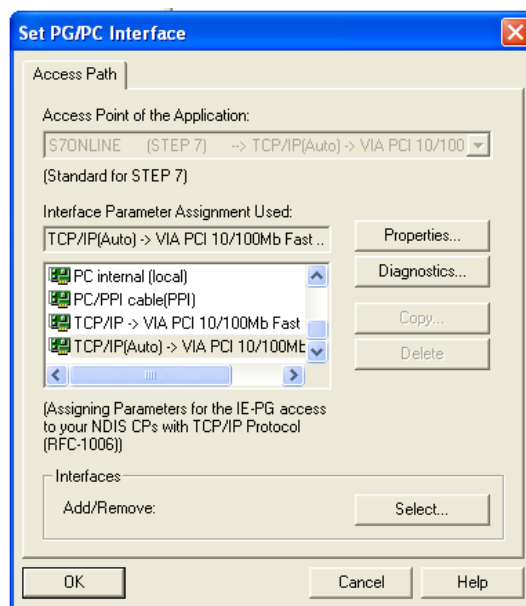 Set PG/PC Interface
Access Path
Access Point of the Application:
S7ONLINE (STEP 7) --> TCP/IP(Auto) -> VIA PCI 10/100
(Standard for STEP 7)
Interface Parameter Assignment Used:
TCP/IP(Auto) -> VIA PCI 10/100Mb Fast ..
Properties...
PC internal (local)
Diagnostics...
PC/PPI cable(PPI)
TCP/IP -> VIA PCI 10/100Mb Fast
Copy...
TCP/IP(Auto) -> VIA PCI 10/100Mb
Delete
(Assigning Parameters for the IE-PG access
to your NDIS CPs with TCP/IP Protocol
(RFC-1006))
Interfaces
Add/Remove:
Select...
OK
Cancel
Help